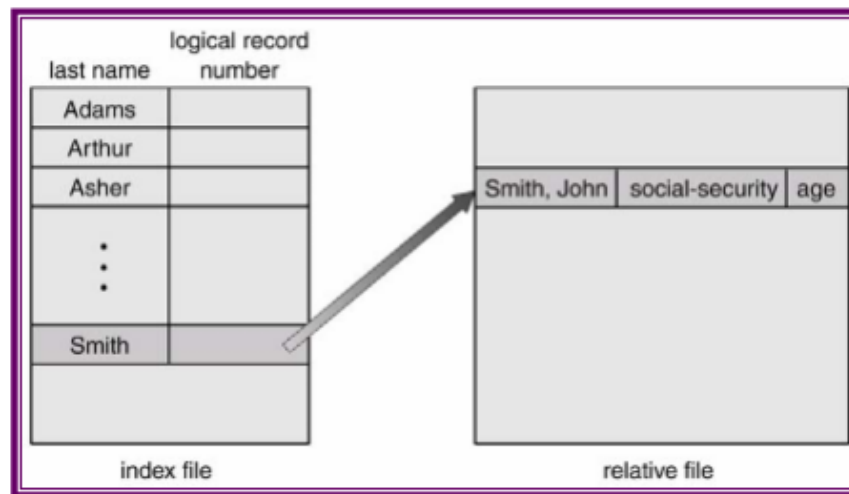 logical record
last name number
Adams
Arthur
Asher
Smith
Smith, John social-security age
index file relative file